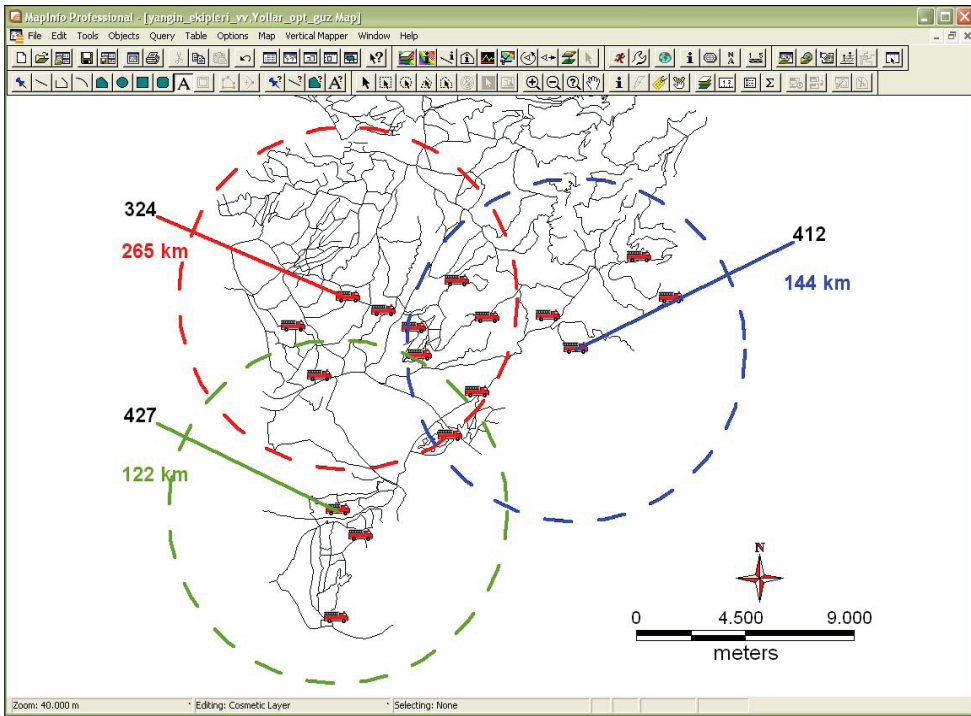 MapInfo Professional - [yangin_ekipleri_vv,Yollar_opt_guz Map]
File Edit Tools Objects Query Table Options Map Vertical Mapper Window Help
324
265 km
412
144 km
427
122 km
N
0 4.500 9.000
meters
Zoom: 40.000 m Editing: Cosmetic Layer Selecting: None